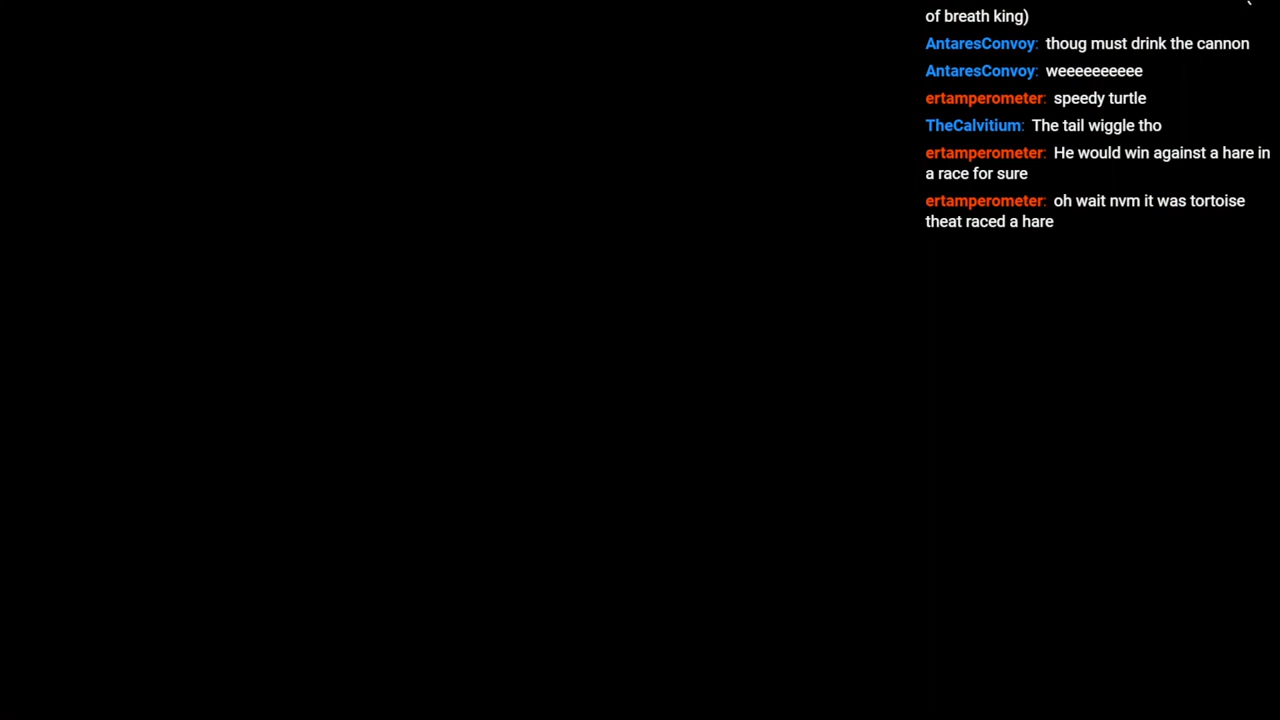 of breath king)
AntaresConvoy: thoug must drink the cannon
AntaresConvoy: weeeeeeeeee
ertamperometer: speedy turtle
TheCalvitium: The tail wiggle tho
ertamperometer: He would win against a hare in
a race for sure
ertamperometer: oh wait nvm it was tortoise
theat raced a hare